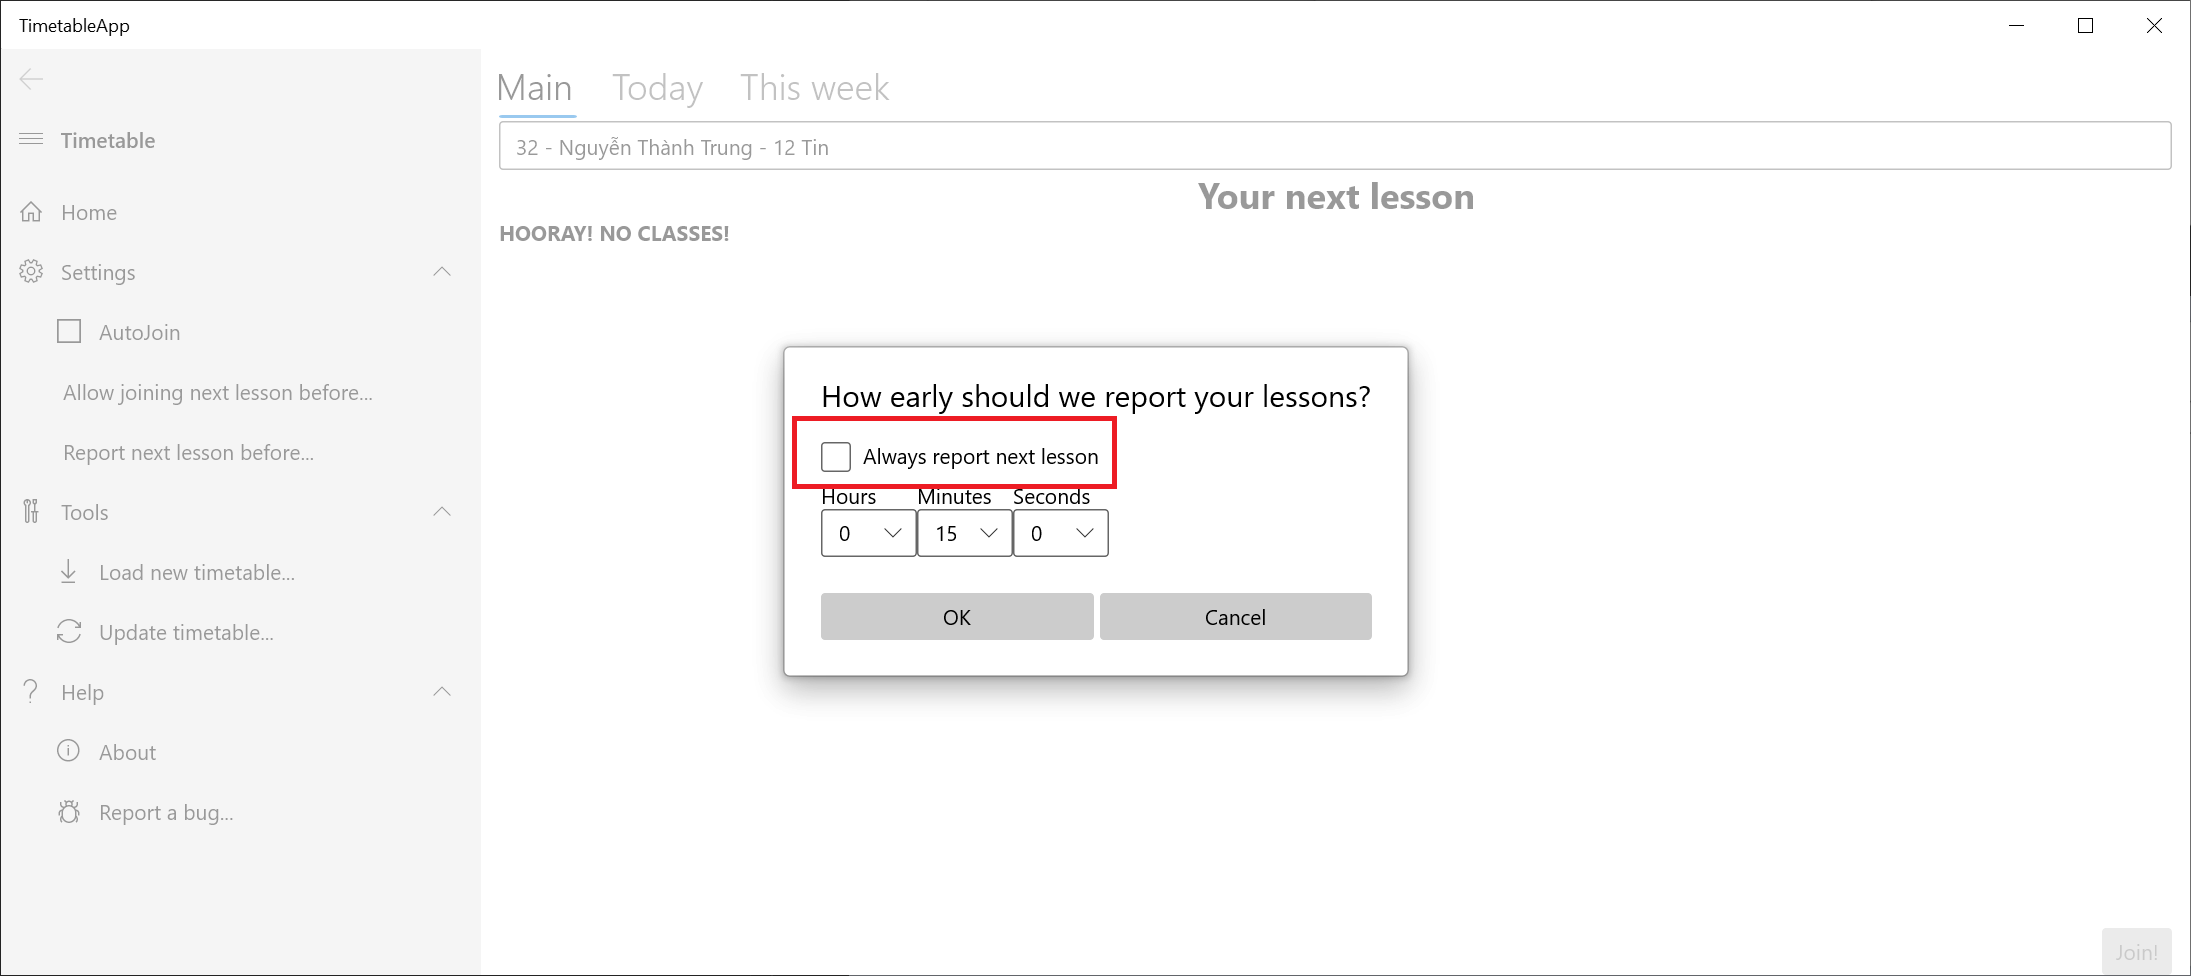 TimetableApp
Timetable
Home
Settings
AutoJoin
Allow joining next lesson before...
Report next lesson before...
Tools
Load new timetable...
Update timetable...
Help
About
Report a bug...
Main Today This week
32 - Nguyễn Thành Trung - 12 Tin
Your next lesson
HOORAY! NO CLASSES!
How early should we report your lessons?
Always report next lesson
Hours Minutes Seconds
0 15 0
OK Cancel
Join!